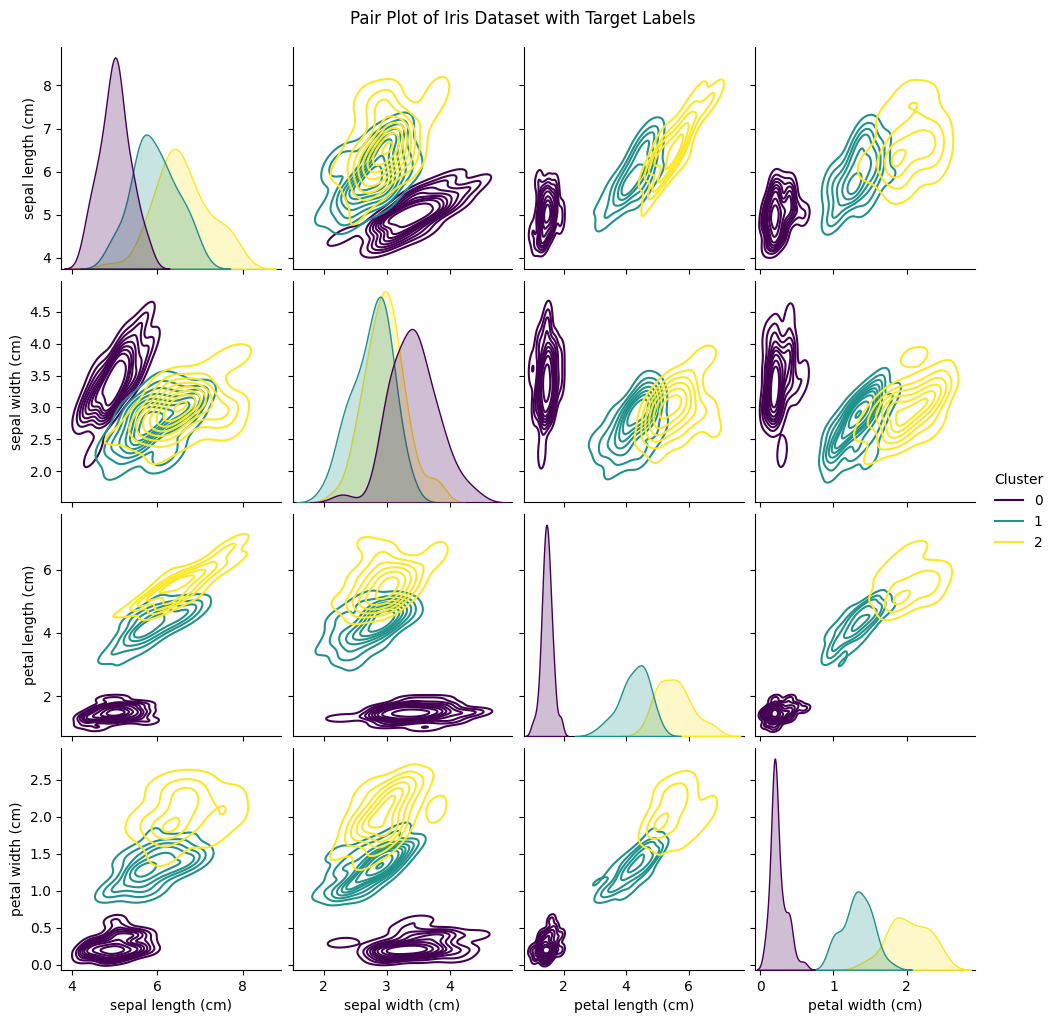 Pair Plot of Iris Dataset with Target Labels
sepal length (cm)
8
7
6
5
4
sepal width (cm)
4.5
4.0
3.5
3.0
2.5
2.0
petal length (cm)
6
4
2
petal width (cm)
2.5
2.0
1.5
1.0
0.5
0.0
4 6 8
sepal length (cm)
2 3 4
sepal width (cm)
2 4 6
petal length (cm)
0 1 2
petal width (cm)
Cluster
0
1
2